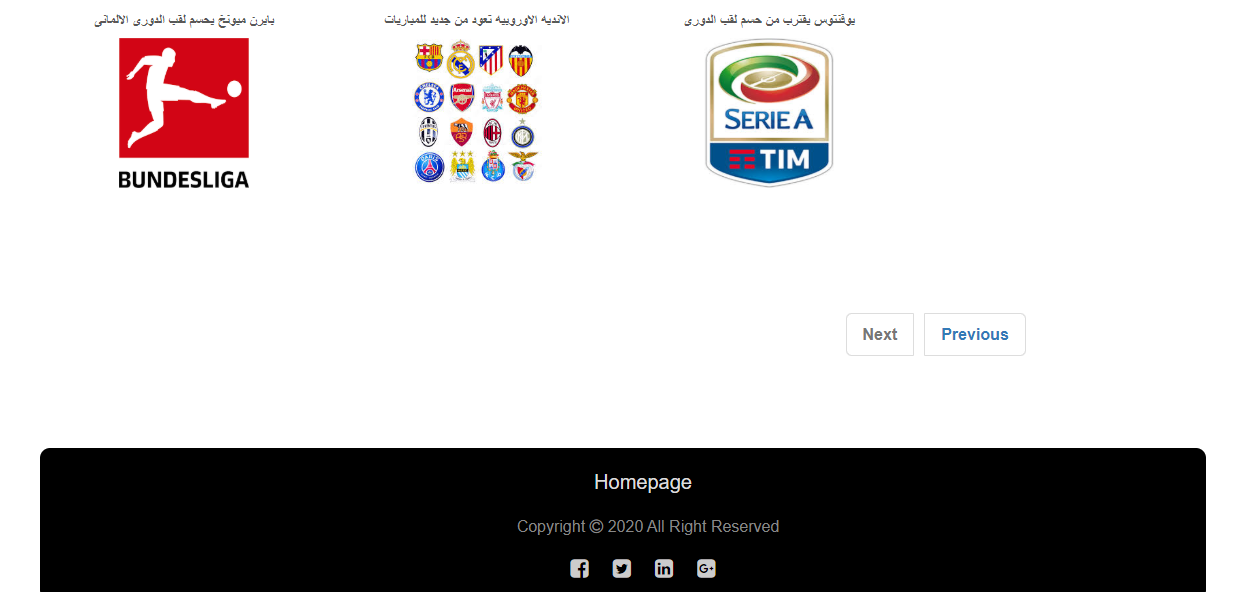 بايرن ميونخ يحسم لقب الدورى الالمانى
الانديه الاوروبيه تعود من جديد للمباريات
يوڤنتوس يقترب من حسم لقب الدورى
BUNDESLIGA
SERIE A
TIM
Next
Previous
Homepage
Copyright © 2020 All Right Reserved